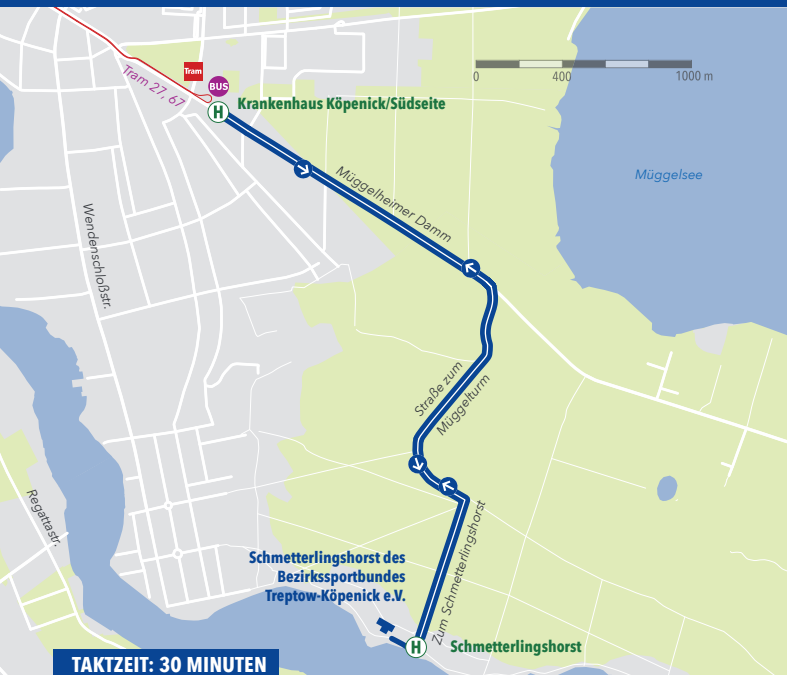 Tram
BUS
Tram 27, 67
H
Krankenhaus Köpenick/Südseite
0
400
1000 m
Müggelheimer Damm
Müggelsee
Wendenschloßstr.
Straße zum
Müggelturm
Regattastr.
Zum Schmetterlingshorst
Schmetterlingshorst des
Bezirkssportbundes
Treptow-Köpenick e.V.
H
Schmetterlingshorst
TAKTZEIT: 30 MINUTEN